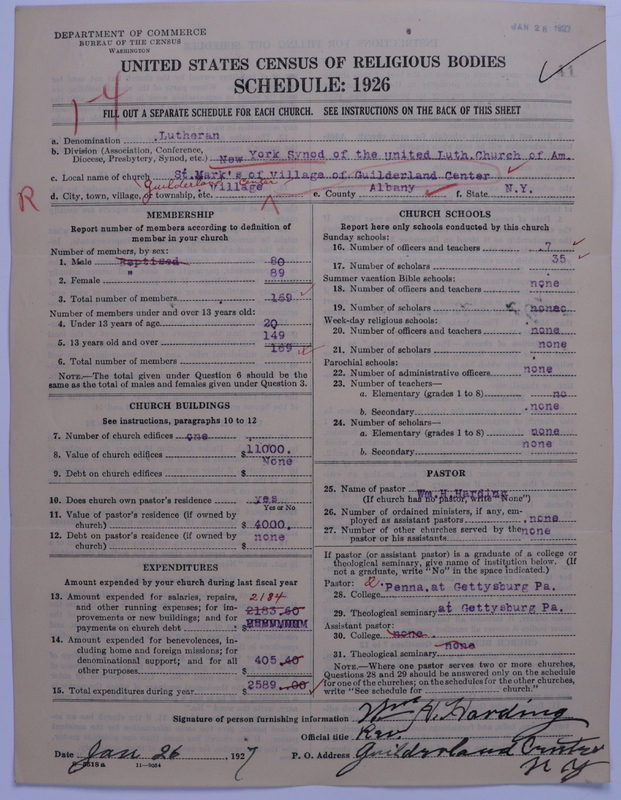 DEPARTMENT OF COMMERCE
BUREAU OF THE CENSUS
WASHINGTON
JAN 28 1927
11
UNITED STATES CENSUS OF RELIGIOUS BODIES
SCHEDULE: 1926
1-4
FILL OUT A SEPARATE SCHEDULE FOR EACH CHURCH. SEE INSTRUCTIONS ON THE BACK OF THIS SHEET
a. Denomination Lutheran
b. Division (Association, Conference, Diocese, Presbytery, Synod, etc.) New York Synod of the United Luth. Church of Am.
c. Local name of church St. Mark's of Village of Guilderland Center
Guilderland Center
d. City, town, village, or township, etc. Village e. County Albany f. State N.Y.
R
MEMBERSHIP
Report number of members according to definition of
member in your church
Number of members, by sex:
1. Male Baptised 80
2. Female " 89
3. Total number of members 169
Number of members under and over 13 years old:
4. Under 13 years of age 20
5. 13 years old and over 149
6. Total number of members 169
NOTE.—The total given under Question 6 should be
same as the total of males and females given under Question 3.
CHURCH BUILDINGS
See instructions, paragraphs 10 to 12
7. Number of church edifices one
8. Value of church edifices $11000.
9. Debt on church edifices $ None
10. Does church own pastor's residence yes
Yes or No
11. Value of pastor's residence (if owned by
church) $ 4000.
12. Debt on pastor's residence (if owned by
church) $ none
EXPENDITURES
Amount expended by your church during last fiscal year
13. Amount expended for salaries, repairs, 2184
and other running expenses; for im- 2183.60
provements or new buildings; and for
payments on church debt $
14. Amount expended for benevolences, in-
cluding home and foreign missions; for
denominational support; and for all 405.40
other purposes $
15. Total expenditures during year $2589.00
CHURCH SCHOOLS
Report here only schools conducted by this church
Sunday schools:
16. Number of officers and teachers 7
17. Number of scholars 35
Summer vacation Bible schools:
18. Number of officers and teachers none
19. Number of scholars
Week-day religious schools:
20. Number of officers and teachers none
21. Number of scholars none
Parochial schools:
22. Number of administrative officers none
23. Number of teachers—
a. Elementary (grades 1 to 8) no
b. Secondary none
24. Number of scholars—
a. Elementary (grades 1 to 8) none
b. Secondary none
PASTOR
25. Name of pastor Wm.H.Harding
(If church has no pastor, write "None")
26. Number of ordained ministers, if any, em-
ployed as assistant pastors none
27. Number of other churches served by the none
pastor or his assistants
If pastor (or assistant pastor) is a graduate of a college or
theological seminary, give name of institution below. (If
not a graduate, write "No" in the space indicated.)
Pastor:
28. College Penna. at Gettysburg Pa.
29. Theological seminary at Gettysburg Pa.
Assistant pastor:
30. College none
31. Theological seminary none
NOTE.—Where one pastor serves two or more churches,
Questions 28 and 29 should be answered only on the schedule
for one of the churches; on the schedules for the other churches,
write "See schedule for church."
Signature of person furnishing information Wm H. Harding
Official title Rev.
Date Jan 26 , 1927 P. O. Address Guilderland Center
N Y
11—9084